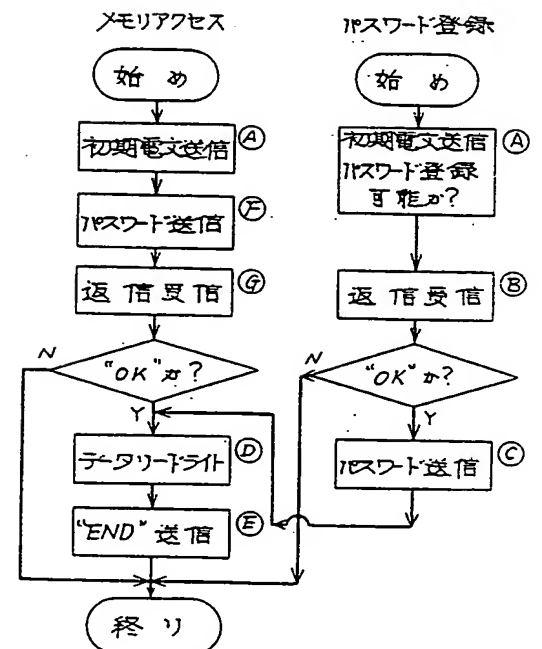 メモリアクセス
始め
初期電文送信
Ⓐ
パスワード送信
Ⓕ
返信受信
Ⓖ
N
"OK"か?
Y
データリードライト
Ⓓ
"END"送信
Ⓔ
終り
パスワード登録
始め
初期電文送信
パスワード登録
可能か?
Ⓐ
返信受信
Ⓑ
N
"OK"か?
Y
パスワード送信
Ⓒ